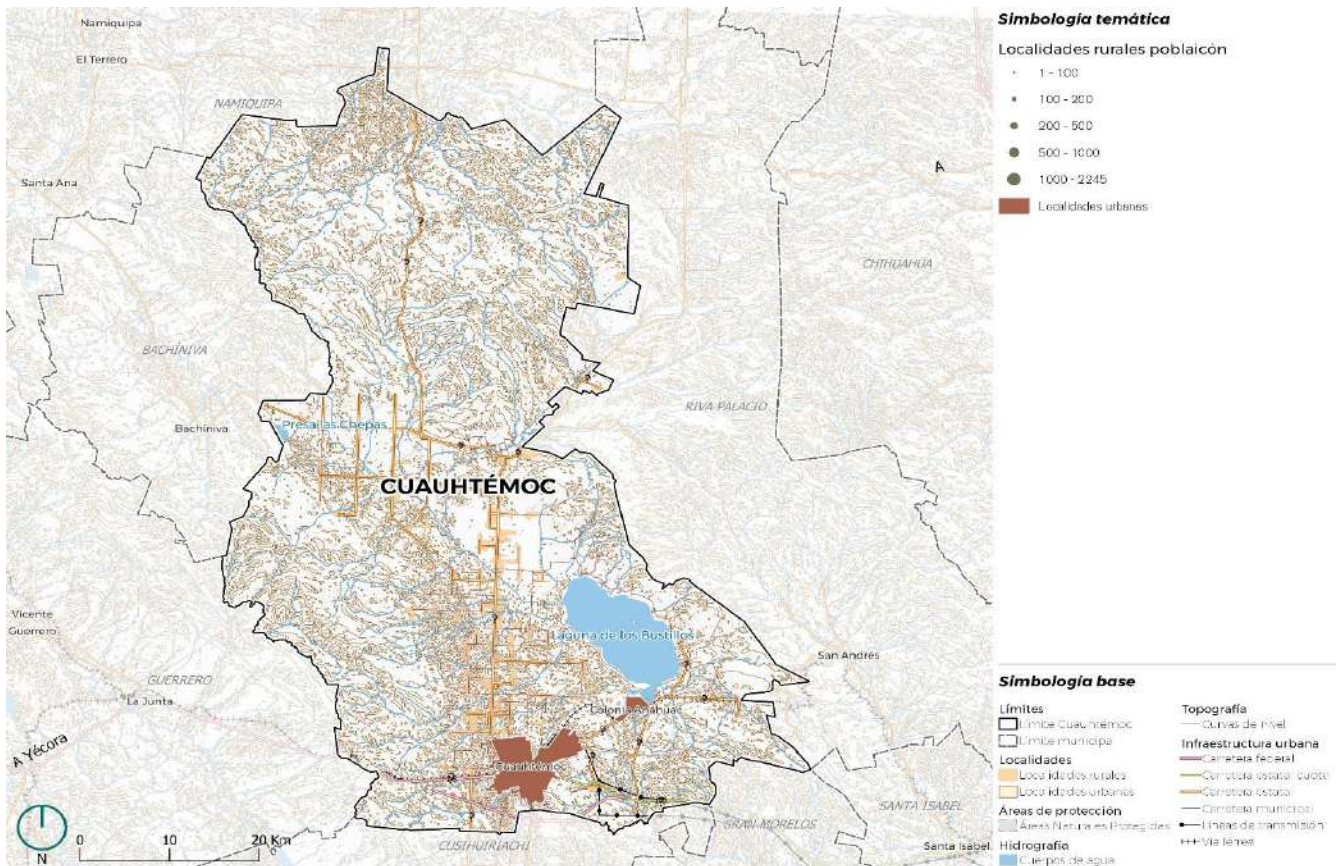 Namiquipa
El Terrero
NAMIQUIPA
Santa Ana
A
CHIHUAHUA
BACHÍNIVA
RIVA PALACIO
Bachíniva
Presa las Chepas
CUAUHTÉMOC
Laguna de los Bustillos
Vicente
Guerrero
San Andrés
GUERRERO
La Junta
Colonia Anáhuac
A Yécora
Cuauhtémoc
SANTA ISABEL
GRAN MORELOS
CUSIHUIRIACHI
Santa Isabel
0 10 20 Km
N
Simbología temática
Localidades rurales poblaicón
1 - 100
100 - 200
200 - 500
500 - 1000
1000 - 2245
Localidades urbanas
Simbología base
Límites
Límite Cuauhtémoc
Límite municipa
Localidades
Localidades rurales
Localidades urbanas
Áreas de protección
Áreas Naturales Protegidas
Hidrografía
Cuerpos de agua
Topografía
Curvas de nivel
Infraestructura urbana
Carretera federal
Carretera estatal cuota
Carretera estatal
Carretera municipal
Líneas de transmisión
Vía férrea